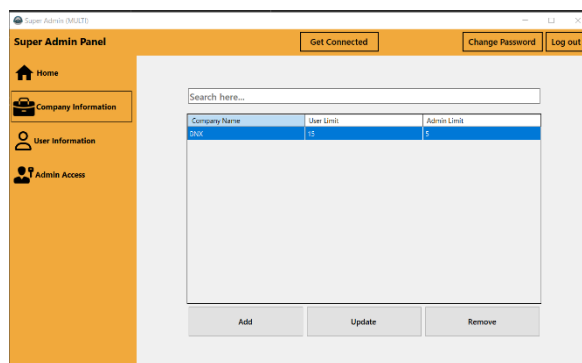 Super Admin (MULTI)
Super Admin Panel
Get Connected
Change Password
Log out
Home
Company Information
User Information
Admin Access
Search here...
Company Name User Limit Admin Limit
BNX 15 5
Add Update Remove